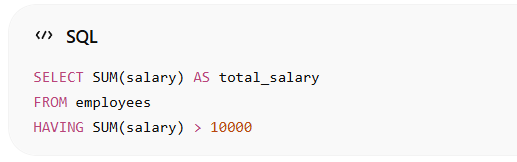 </> SQL
SELECT SUM(salary) AS total_salary
FROM employees
HAVING SUM(salary) > 10000